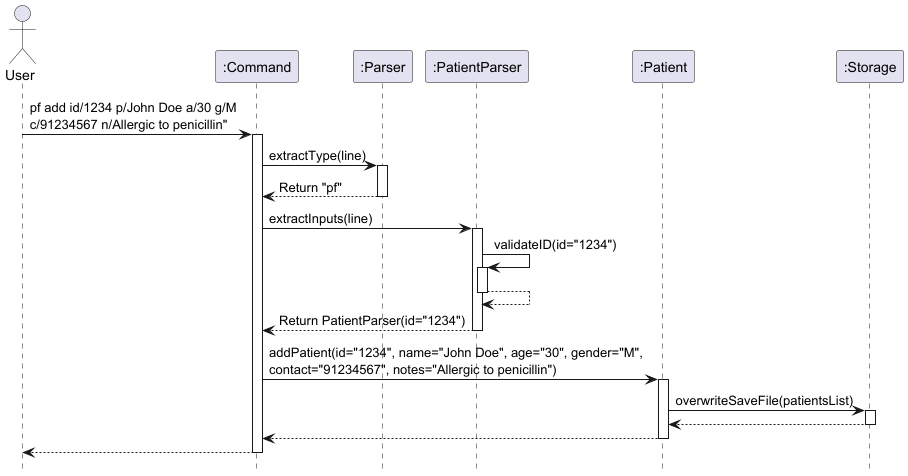 User
:Command
:Parser
:PatientParser
:Patient
:Storage
pf add id/1234 p/John Doe a/30 g/M
c/91234567 n/Allergic to penicillin"
extractType(line)
Return "pf"
extractInputs(line)
validateID(id="1234")
Return PatientParser(id="1234")
addPatient(id="1234", name="John Doe", age="30", gender="M",
contact="91234567", notes="Allergic to penicillin")
overwriteSaveFile(patientsList)